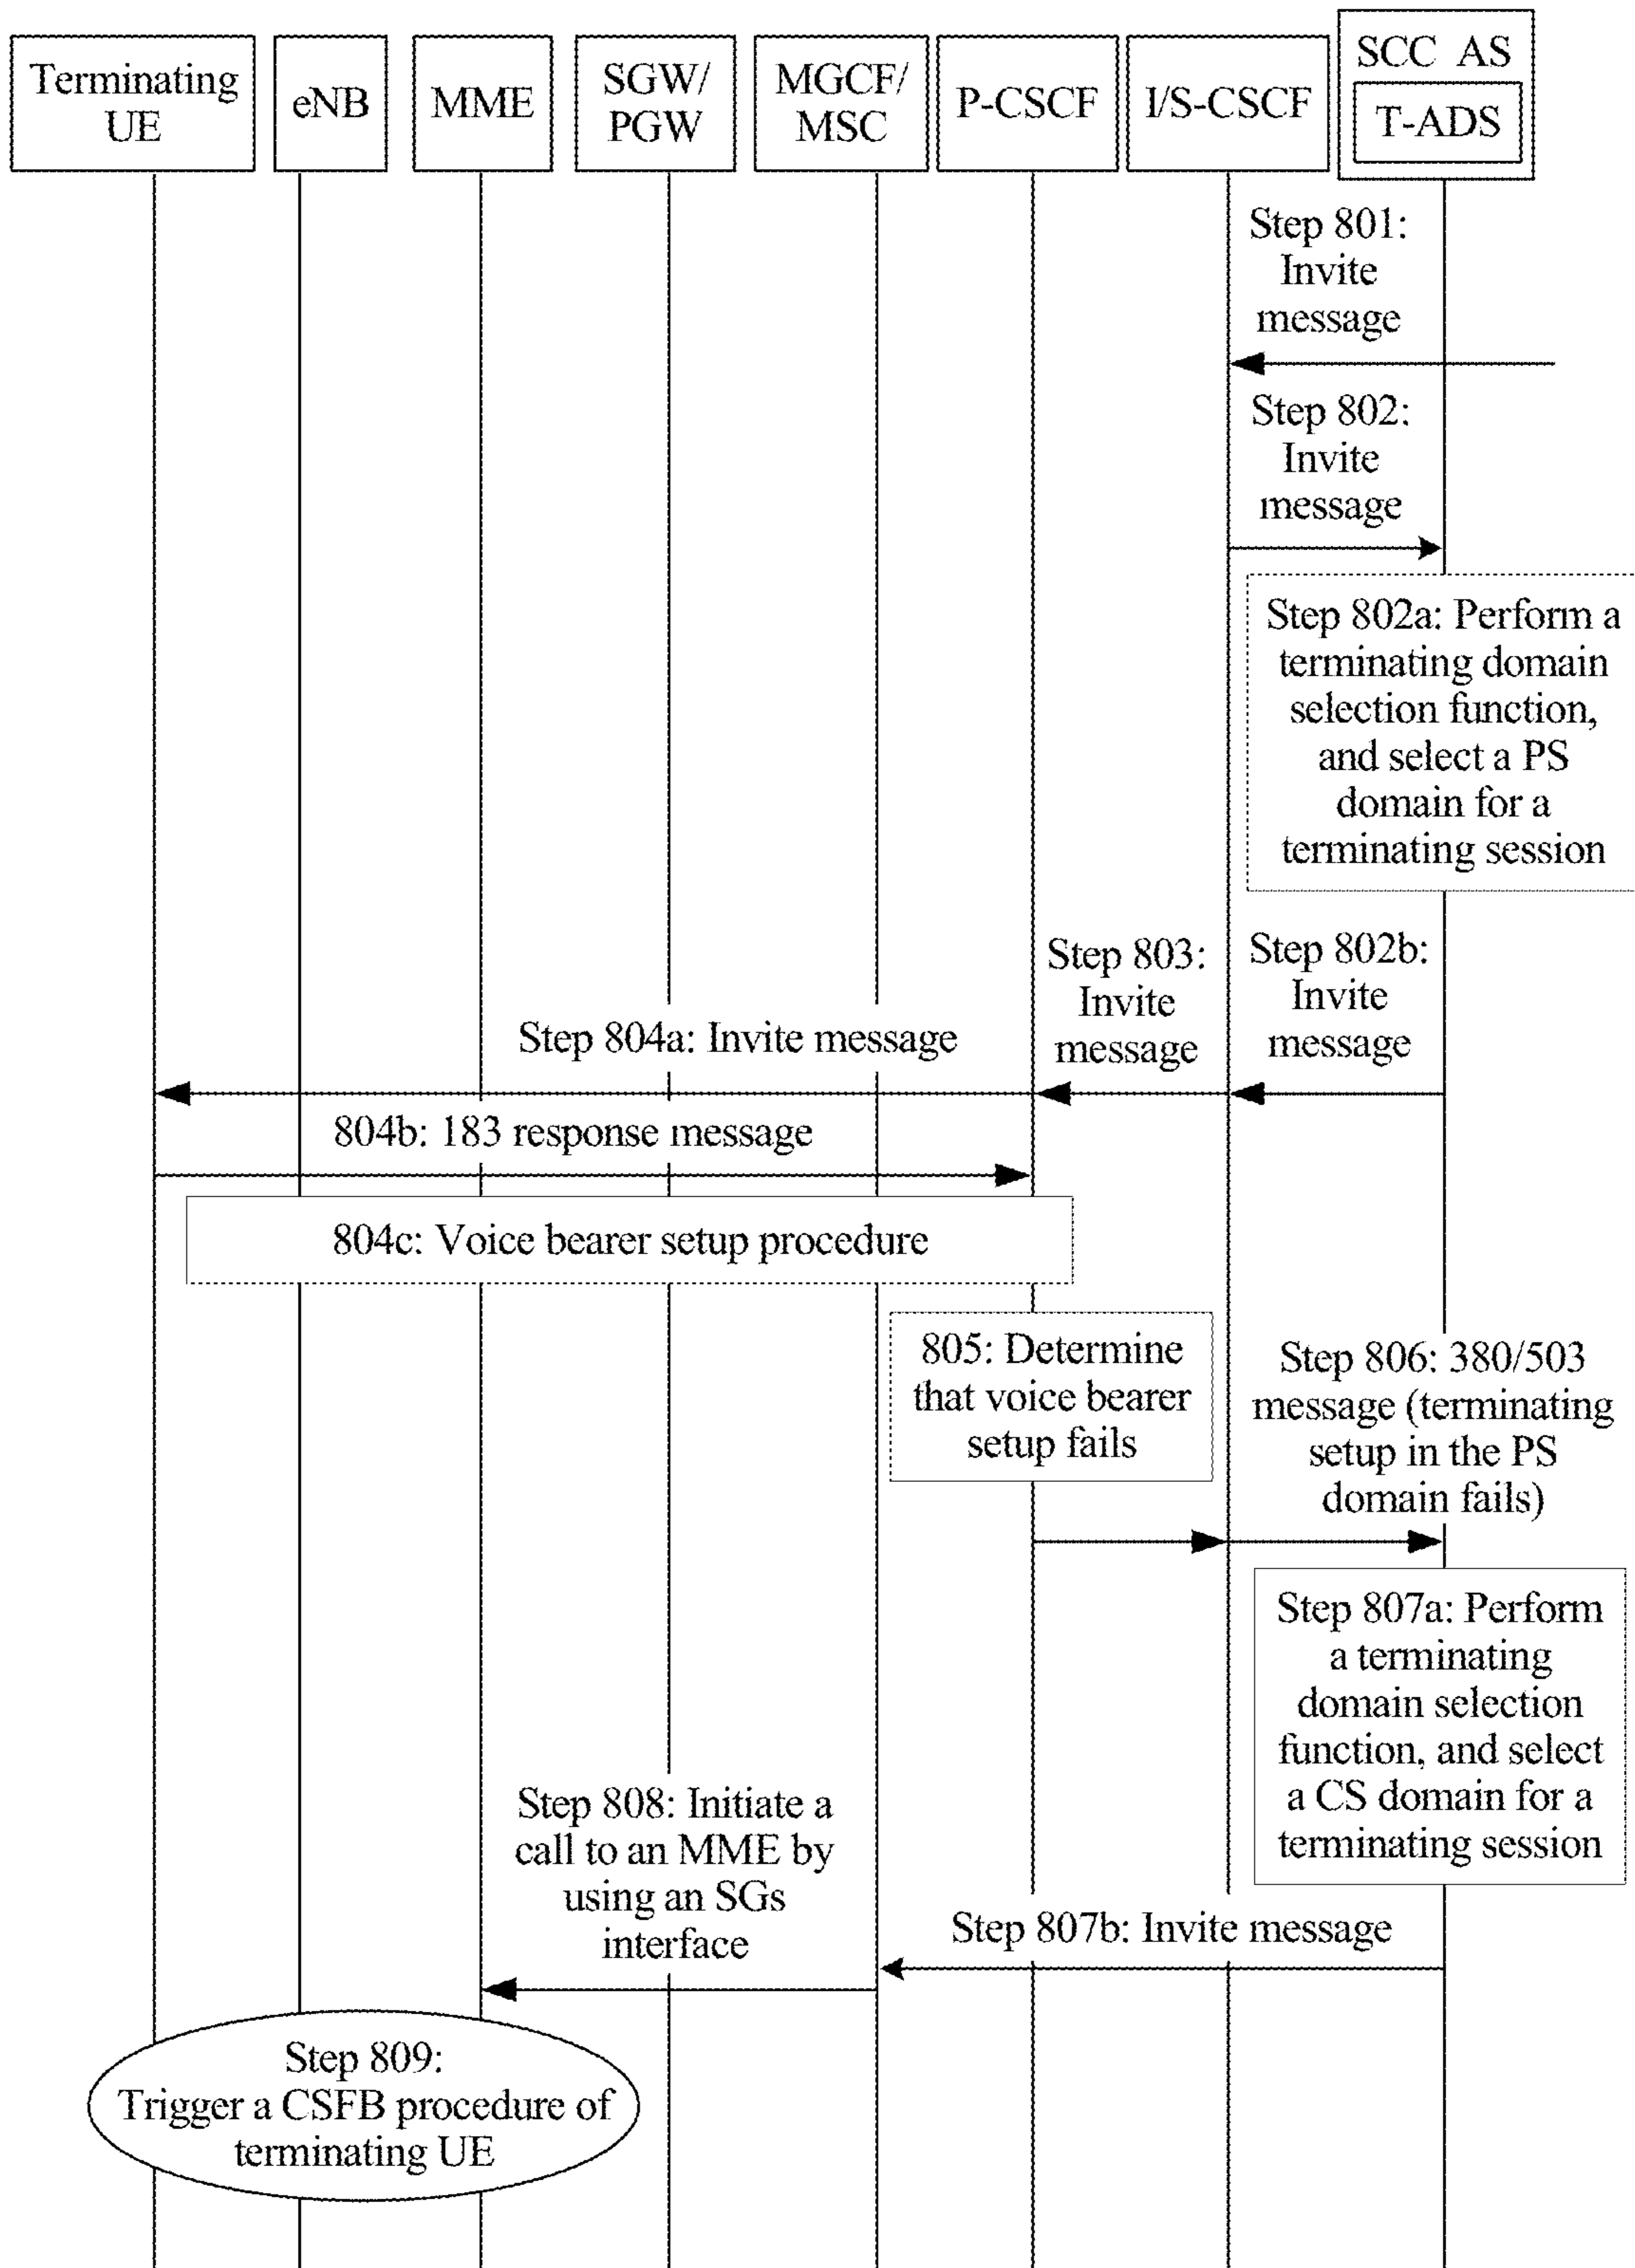 Terminating
UE
eNB
MME
SGW/
PGW
MGCF/
MSC
P-CSCF
I/S-CSCF
SCC AS
T-ADS
Step 801:
Invite
message
Step 802:
Invite
message
Step 802a: Perform a
terminating domain
selection function,
and select a PS
domain for a
terminating session
Step 802b:
Invite
message
Step 803:
Invite
message
Step 804a: Invite message
804b: 183 response message
804c: Voice bearer setup procedure
805: Determine
that voice bearer
setup fails
Step 806: 380/503
message (terminating
setup in the PS
domain fails)
Step 807a: Perform
a terminating
domain selection
function, and select
a CS domain for a
terminating session
Step 807b: Invite message
Step 808: Initiate a
call to an MME by
using an SGs
interface
Step 809:
Trigger a CSFB procedure of
terminating UE